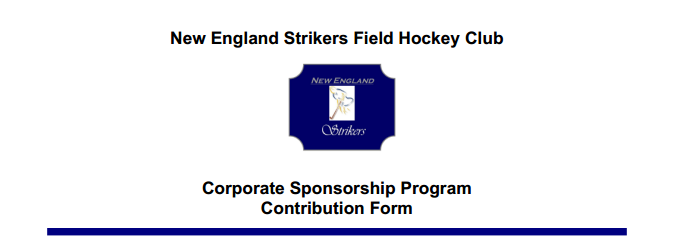 New England Strikers Field Hockey Club
NEW ENGLAND
Strikers
Corporate Sponsorship Program
Contribution Form